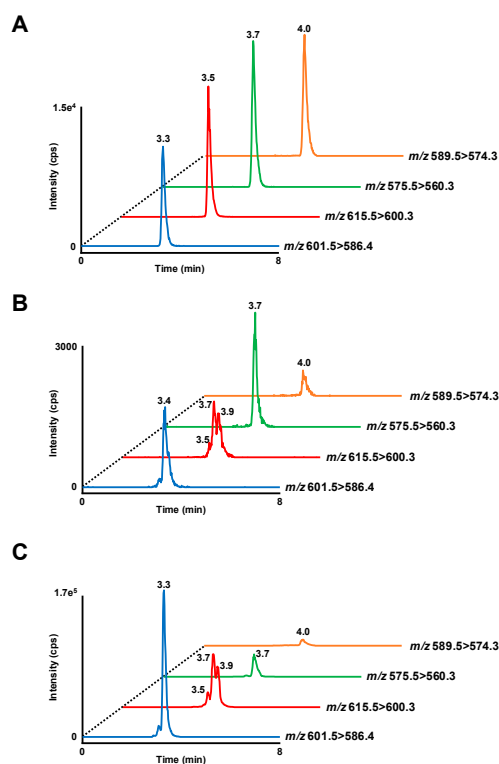 A
4.0
3.7
3.5
1.5e⁴
3.3
m/z 589.5>574.3
m/z 575.5>560.3
m/z 615.5>600.3
m/z 601.5>586.4
Intensity (cps)
0
0
8
Time (min)
B
3.7
3000
4.0
3.7
3.4
3.9
3.5
m/z 589.5>574.3
m/z 575.5>560.3
m/z 615.5>600.3
m/z 601.5>586.4
Intensity (cps)
0
0
8
Time (min)
C
3.3
1.7e⁵
4.0
3.7
3.7
3.9
3.5
m/z 589.5>574.3
m/z 575.5>560.3
m/z 615.5>600.3
m/z 601.5>586.4
Intensity (cps)
0
0
8
Time (min)